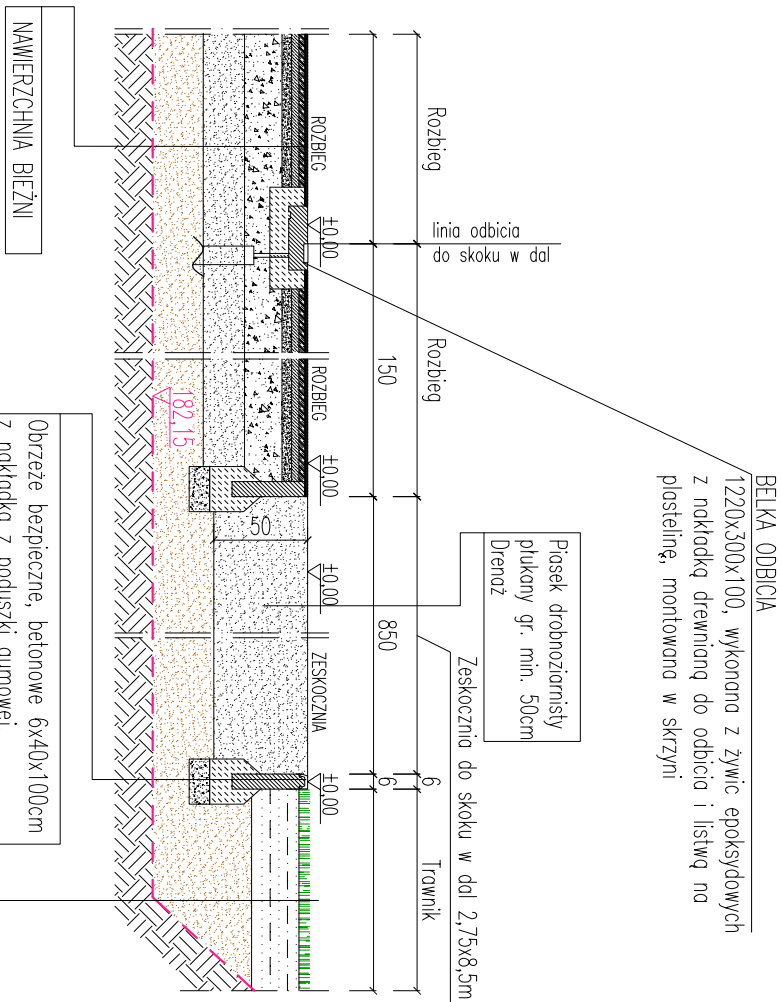 BELKA ODBICIA
1220x300x100, wykonana z żywic epoksydowych
z nakładką drewnianą do odbicia i listwą na
plastelinę, montowana w skrzyni
Piasek drobnoziarnisty
płukany gr. min. 50cm
Drenaż
linia odbicia
do skoku w dal
Rozbieg
Rozbieg
Zeskocznia do skoku w dal 2,75x8,5m
6
Trawnik
150
850
6
±0,00
±0,00
±0,00
±0,00
ROZBIEG
ROZBIEG
ZESKOCZNIA
50
182,15
NAWIERZCHNIA BIEŻNI
Obrzeże bezpieczne, betonowe 6x40x100cm
z nakładką z poduszki gumowej